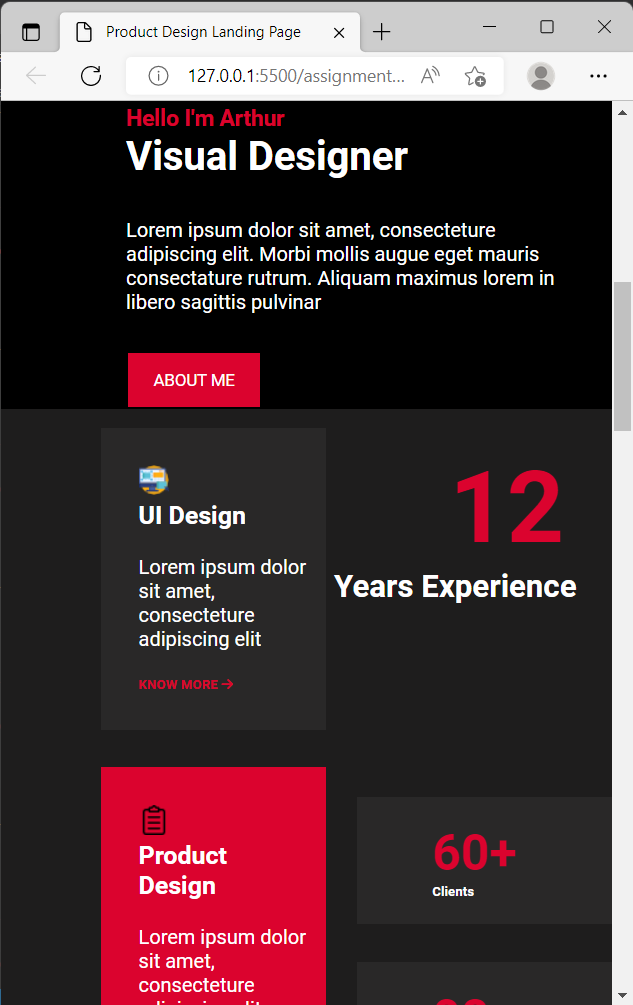 Product Design Landing Page
127.0.0.1:5500/assignment...
Hello I'm Arthur
Visual Designer
Lorem ipsum dolor sit amet, consecteture
adipiscing elit. Morbi mollis augue eget mauris
consectature rutrum. Aliquam maximus lorem in
libero sagittis pulvinar
ABOUT ME
UI Design
Lorem ipsum dolor
sit amet,
consecteture
adipiscing elit
KNOW MORE →
12
Years Experience
Product
Design
Lorem ipsum dolor
sit amet,
consecteture
60+
Clients